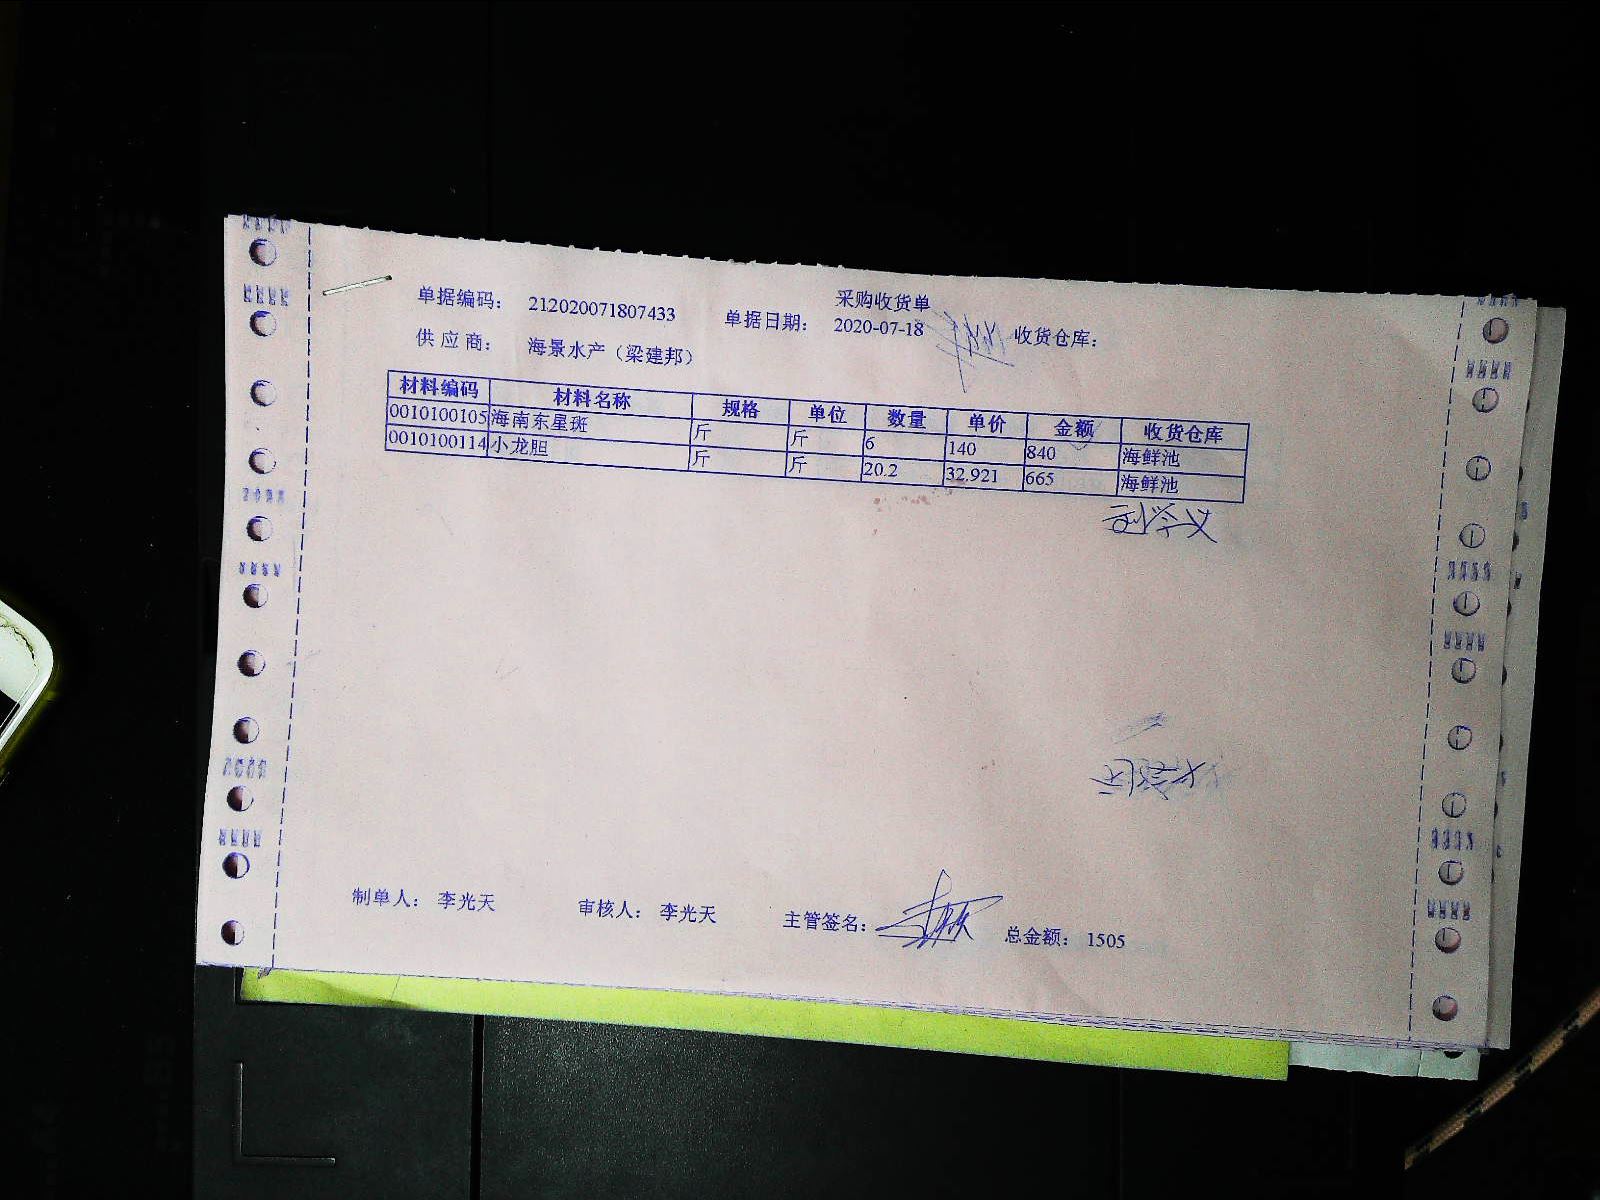 采购收货单
单据编码： 212020071807433 单据日期： 2020-07-18 收货仓库：
供应商： 海景水产（梁建邦）
材料编码 材料名称 规格 单位 数量 单价 金额 收货仓库
0010100105 海南东星斑 斤 斤 6 140 840 海鲜池
0010100114 小龙胆 斤 斤 20.2 32.921 665 海鲜池
制单人： 李光天 审核人： 李光天 主管签名： 总金额： 1505